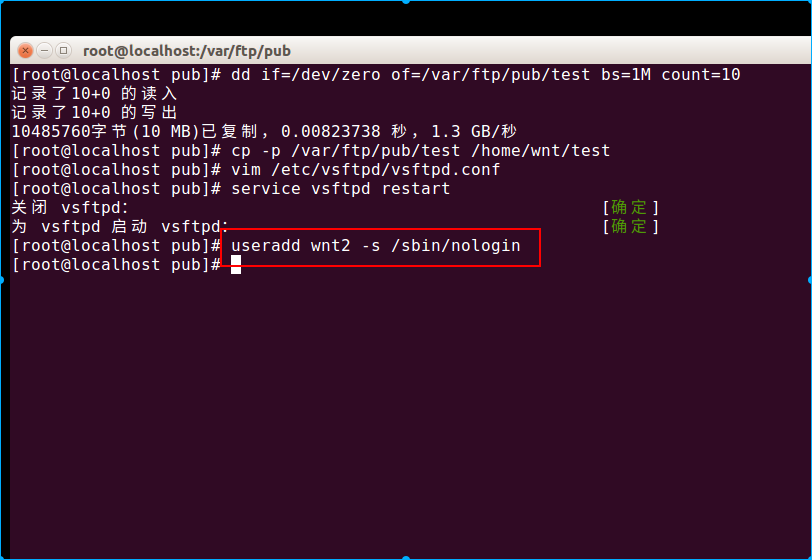 root@localhost:/var/ftp/pub
[root@localhost pub]# dd if=/dev/zero of=/var/ftp/pub/test bs=1M count=10
记录了10+0 的读入
记录了10+0 的写出
10485760字节(10 MB)已复制，0.00823738 秒，1.3 GB/秒
[root@localhost pub]# cp -p /var/ftp/pub/test /home/wnt/test
[root@localhost pub]# vim /etc/vsftpd/vsftpd.conf
[root@localhost pub]# service vsftpd restart
关闭 vsftpd： [确定]
为 vsftpd 启动 vsftpd： [确定]
[root@localhost pub]# useradd wnt2 -s /sbin/nologin
[root@localhost pub]#